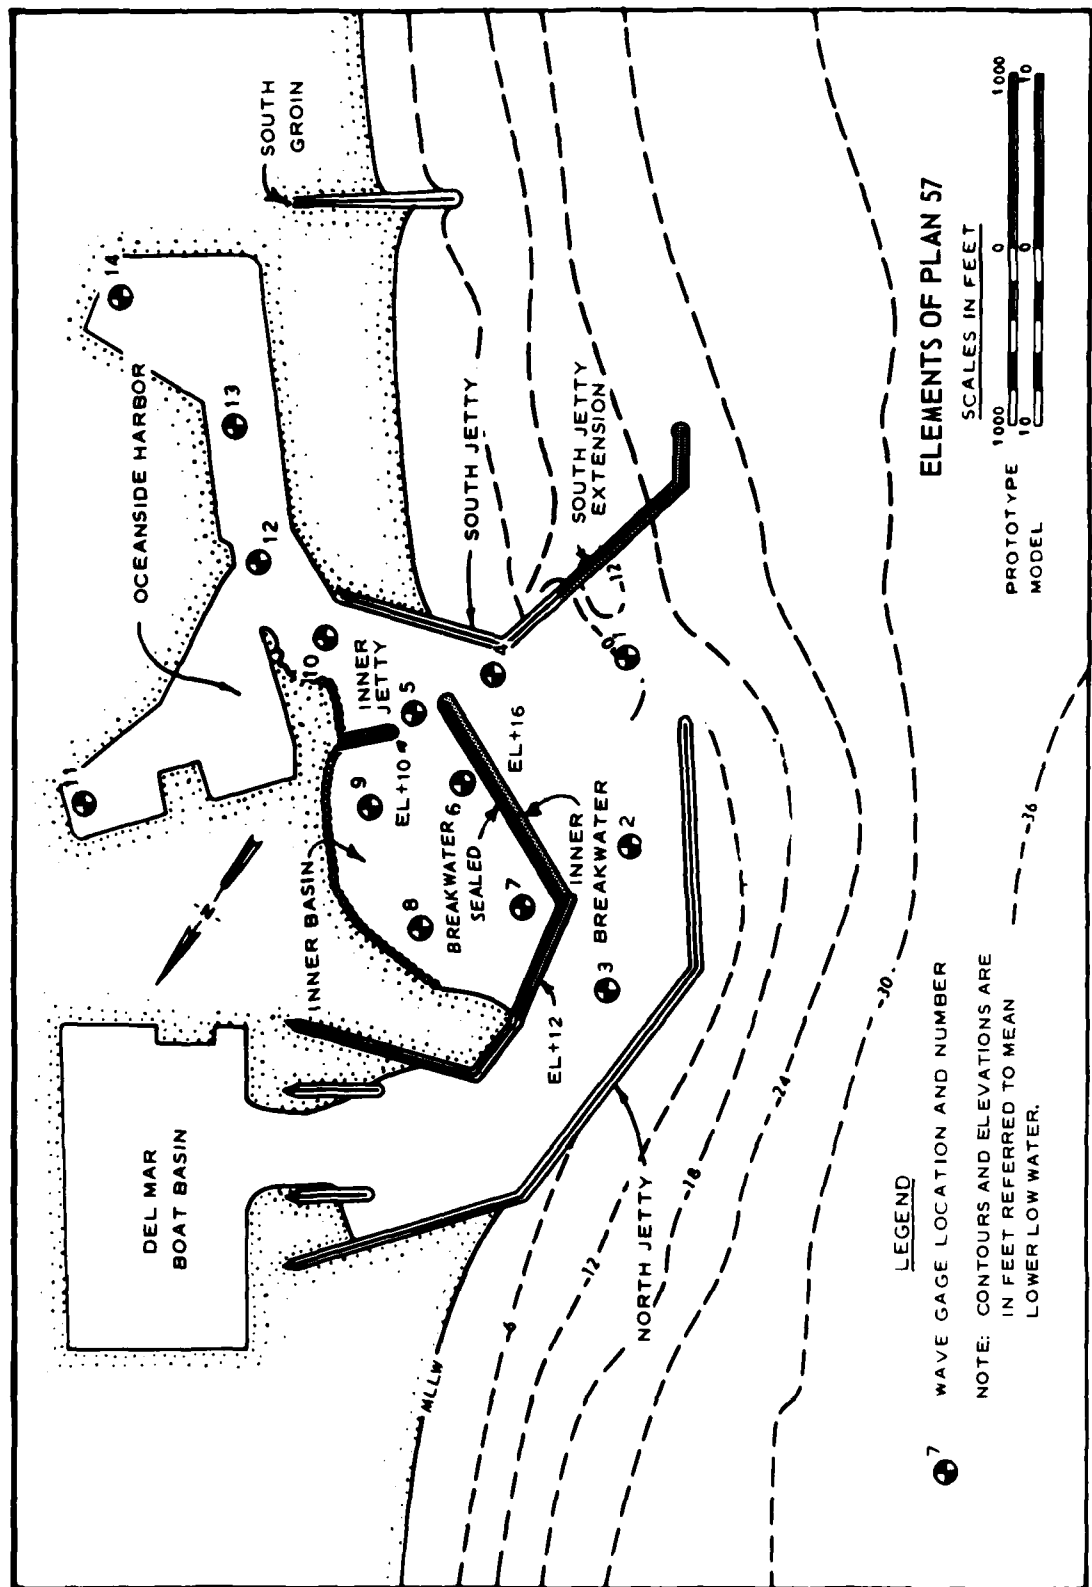 DEL MAR
BOAT BASIN
OCEANSIDE HARBOR
SOUTH
GROIN
11
12
13
14
10
INNER BASIN
INNER
JETTY
EL+10
9
8
5
6
7
4
BREAKWATER
SEALED
EL+16
INNER
BREAKWATER
EL+12
3
2
1
SOUTH JETTY
SOUTH JETTY
EXTENSION
-12
NORTH JETTY
MLLW
-6
-12
-18
-24
-30
-36
N
LEGEND
7 WAVE GAGE LOCATION AND NUMBER
NOTE: CONTOURS AND ELEVATIONS ARE
IN FEET REFERRED TO MEAN
LOWER LOW WATER.
ELEMENTS OF PLAN 57
SCALES IN FEET
PROTOTYPE 1000 0 1000
MODEL 10 0 10